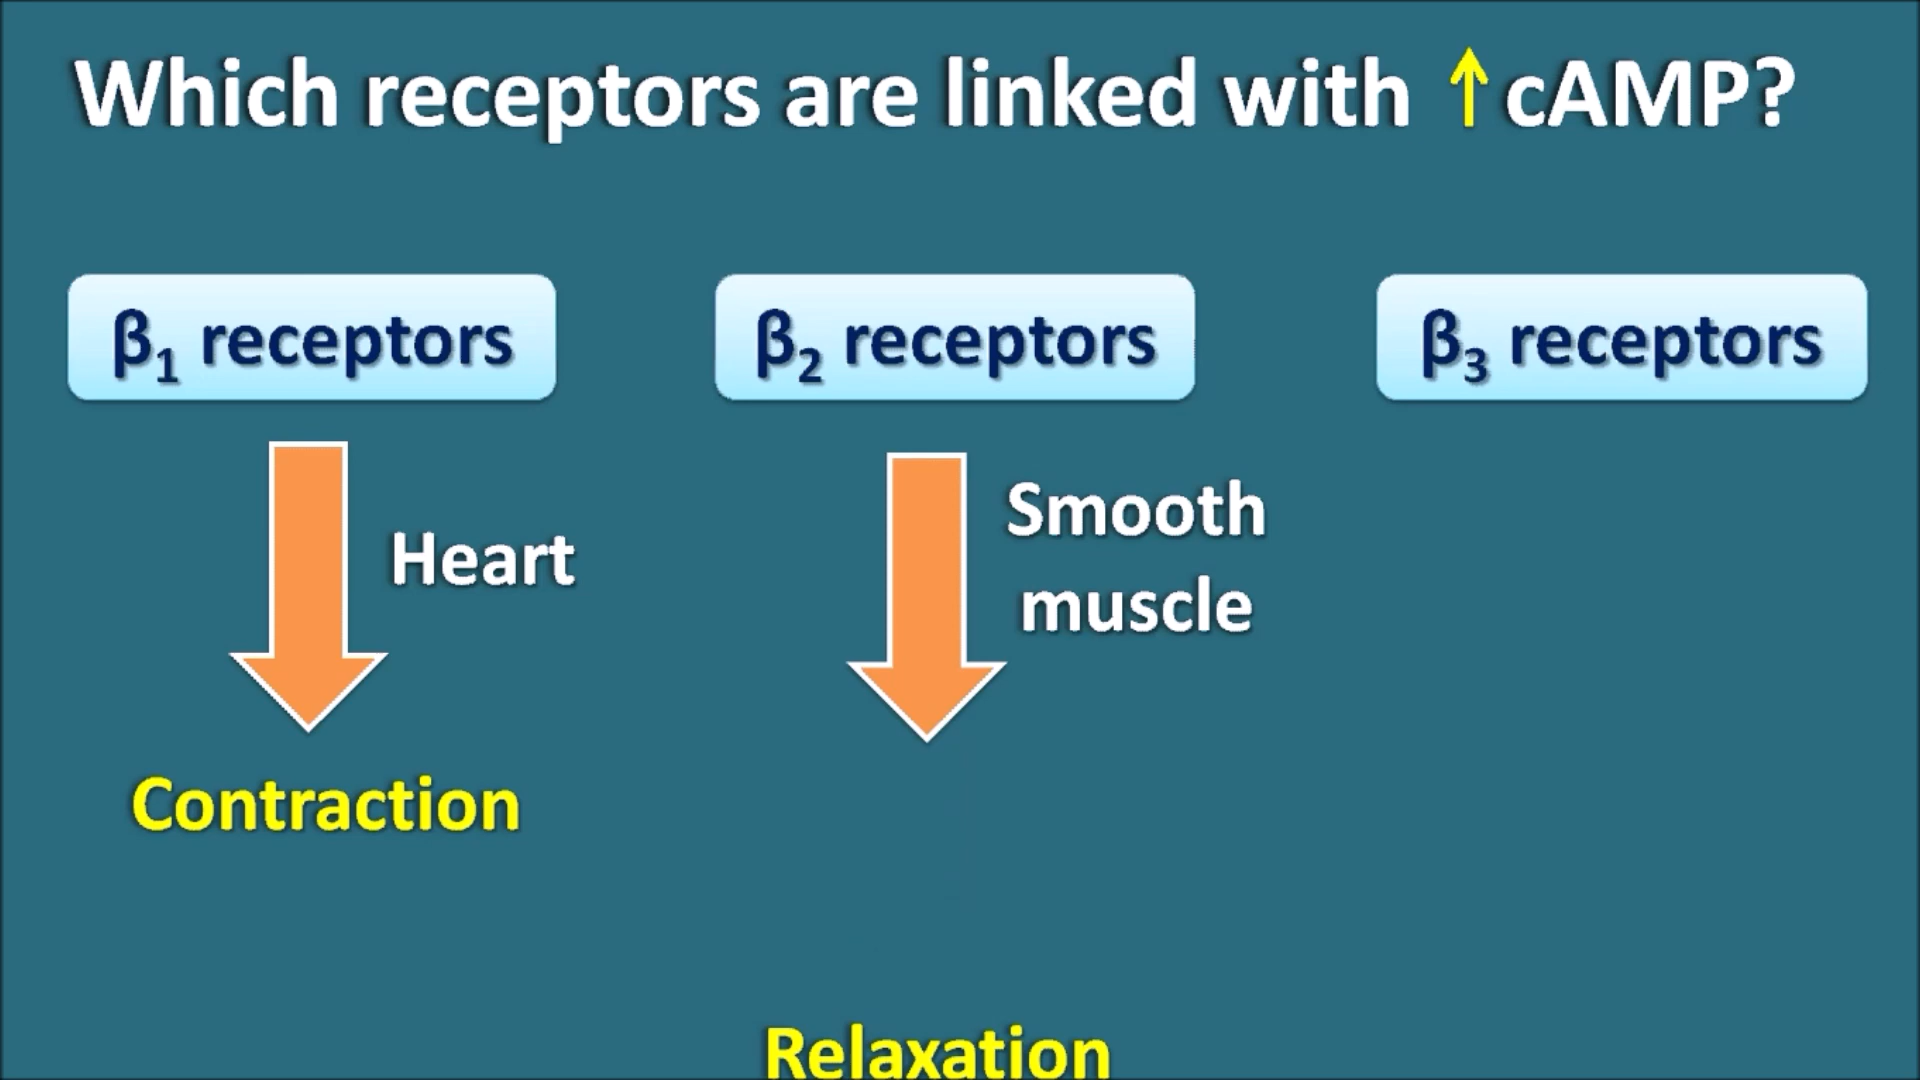 Which receptors are linked with ↑cAMP?
β₁ receptors
β₂ receptors
β₃ receptors
Heart
Smooth
muscle
Contraction
Relaxation